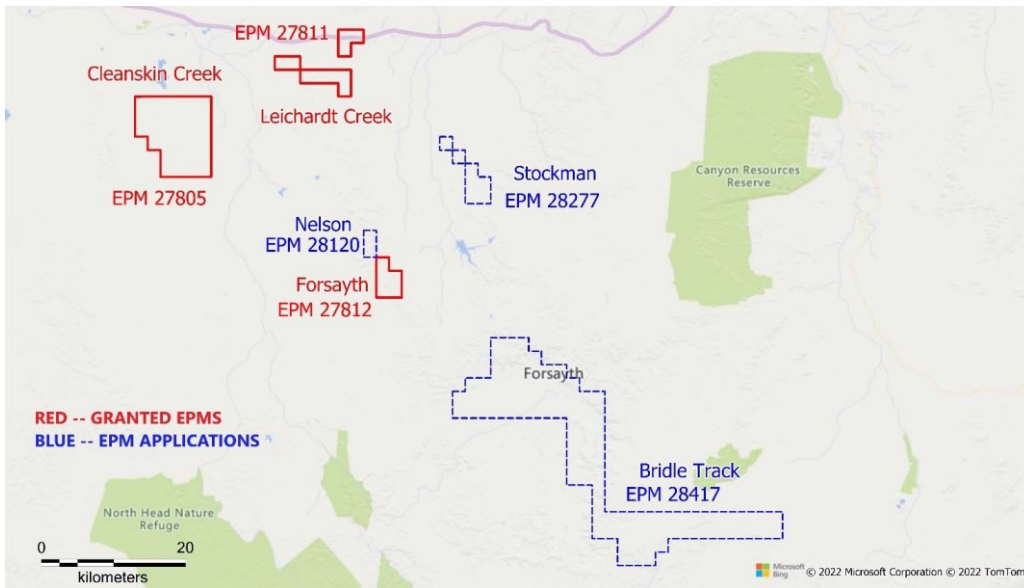 EPM 27811
Cleanskin Creek
Leichardt Creek
EPM 27805
Stockman
EPM 28277
Canyon Resources
Reserve
Nelson
EPM 28120
Forsayth
EPM 27812
Forsayth
RED -- GRANTED EPMS
BLUE -- EPM APPLICATIONS
Bridle Track
EPM 28417
North Head Nature
Refuge
0 20
kilometers
Microsoft
Bing
© 2022 Microsoft Corporation © 2022 TomTom